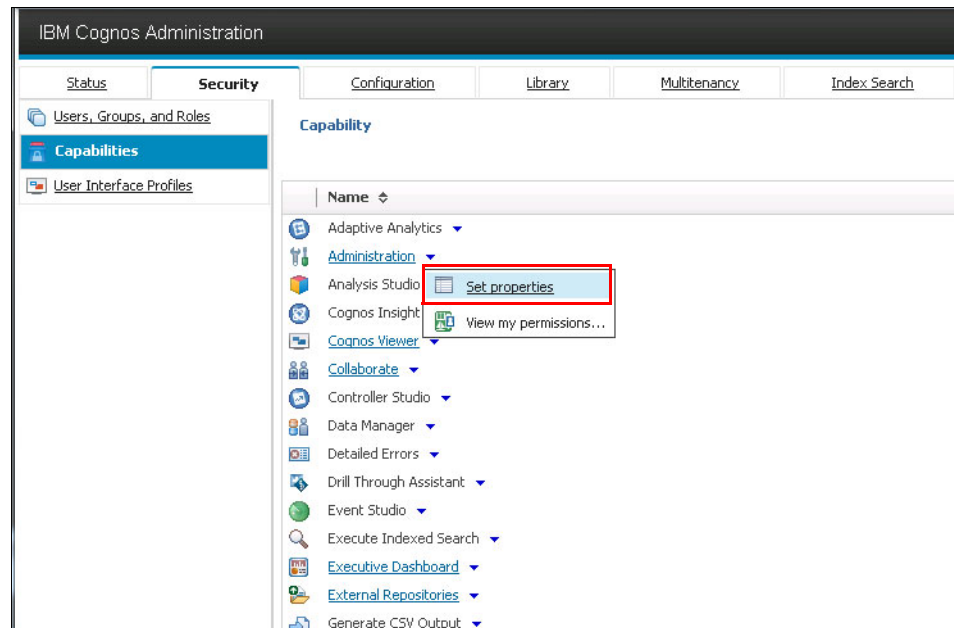 IBM Cognos Administration
Status Security Configuration Library Multitenancy Index Search
Users, Groups, and Roles
Capabilities
User Interface Profiles
Capability
Name
Adaptive Analytics
Administration
Analysis Studio
Set properties
Cognos Insight
View my permissions...
Cognos Viewer
Collaborate
Controller Studio
Data Manager
Detailed Errors
Drill Through Assistant
Event Studio
Execute Indexed Search
Executive Dashboard
External Repositories
Generate CSV Output